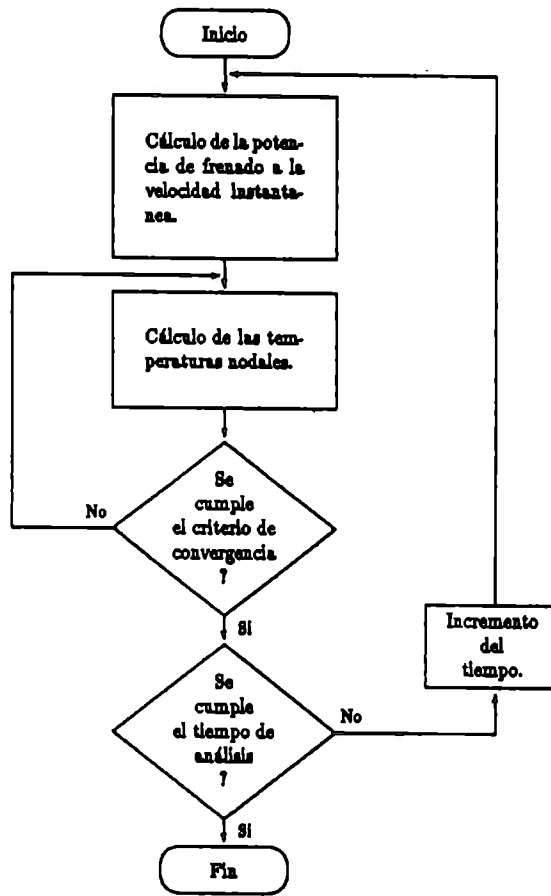 Inicio
Cálculo de la poten-
cia de frenado a la
velocidad instanta-
nea.
Cálculo de las tem-
peraturas nodales.
Se
cumple
el criterio de
convergencia
?
No
Si
Se
cumple
el tiempo de
análisis
?
No
Incremento
del
tiempo.
Si
Fin